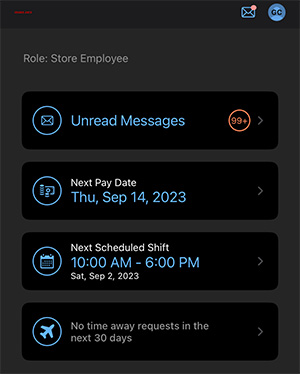 GC
Role: Store Employee
Unread Messages
99+
Next Pay Date
Thu, Sep 14, 2023
Next Scheduled Shift
10:00 AM - 6:00 PM
Sat, Sep 2, 2023
No time away requests in the
next 30 days